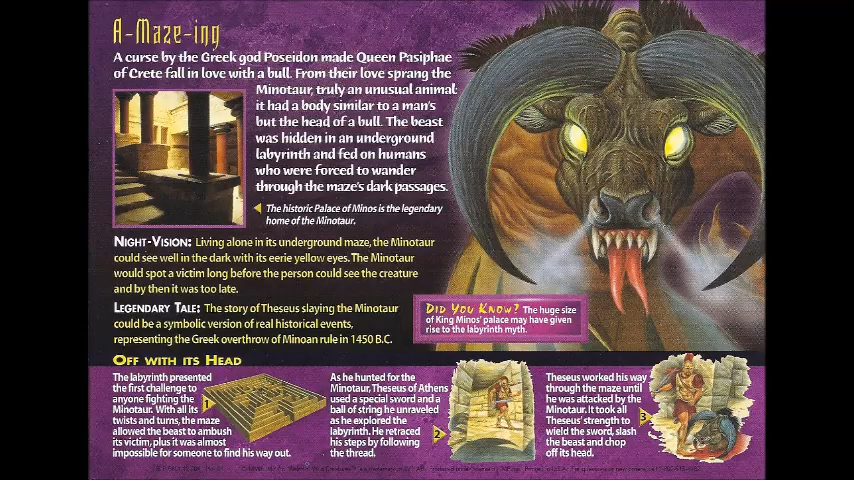 A-Maze-ing
A curse by the Greek god Poseidon made Queen Pasiphae
of Crete fall in love with a bull. From their love sprang the
Minotaur, truly an unusual animal:
it had a body similar to a man's
but the head of a bull. The beast
was hidden in an underground
labyrinth and fed on humans
who were forced to wander
through the maze's dark passages.
The historic Palace of Minos is the legendary
home of the Minotaur.
NIGHT-VISION: Living alone in its underground maze, the Minotaur
could see well in the dark with its eerie yellow eyes. The Minotaur
would spot a victim long before the person could see the creature
and by then it was too late.
LEGENDARY TALE: The story of Theseus slaying the Minotaur
could be a symbolic version of real historical events,
representing the Greek overthrow of Minoan rule in 1450 B.C.
DID YOU KNOW? The huge size
of King Minos' palace may have given
rise to the labyrinth myth.
OFF WITH ITS HEAD
The labyrinth presented
the first challenge to
anyone fighting the
Minotaur. With all its
twists and turns, the maze
allowed the beast to ambush
its victim, plus it was almost
impossible for someone to find his way out.
1
As he hunted for the
Minotaur, Theseus of Athens
used a special sword and a
ball of string he unraveled
as he explored the
labyrinth. He retraced
his steps by following
the thread.
2
Theseus worked his way
through the maze until
he was attacked by the
Minotaur. It took all
Theseus' strength to
wield the sword, slash
the beast and chop
off its head.
3